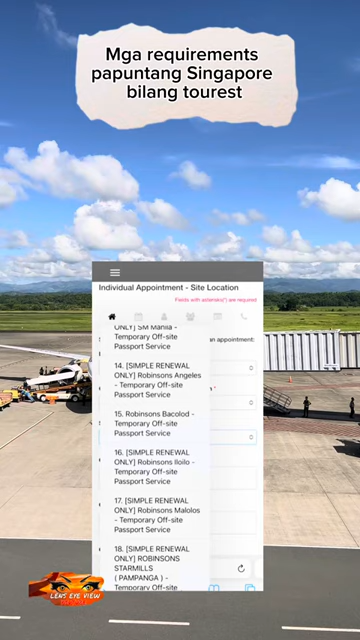 Mga requirements
papuntang Singapore
bilang tourest
Individual Appointment - Site Location
Fields with asterisks(*) are required
ONLY] SM Manila -
Temporary Off-site
Passport Service
an appointment:
14. [SIMPLE RENEWAL
ONLY] Robinsons Angeles
- Temporary Off-site
Passport Service
15. Robinsons Bacolod -
Temporary Off-site
Passport Service
16. [SIMPLE RENEWAL
ONLY] Robinsons Iloilo -
Temporary Off-site
Passport Service
17. [SIMPLE RENEWAL
ONLY] Robinsons Malolos
- Temporary Off-site
Passport Service
18. [SIMPLE RENEWAL
ONLY] ROBINSONS
STARMILLS
( PAMPANGA ) -
Temporary Off-site
LENS EYE VIEW